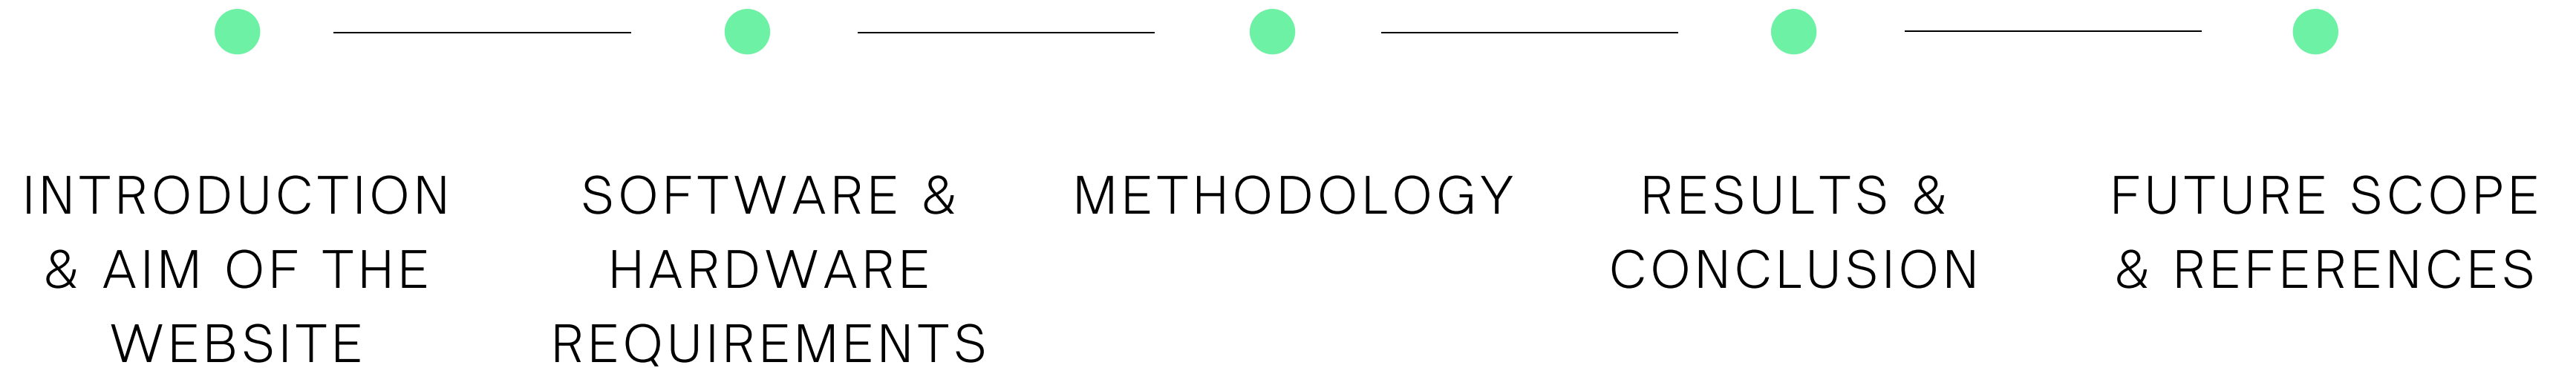 INTRODUCTION
& AIM OF THE
WEBSITE
SOFTWARE &
HARDWARE
REQUIREMENTS
METHODOLOGY
RESULTS &
CONCLUSION
FUTURE SCOPE
& REFERENCES